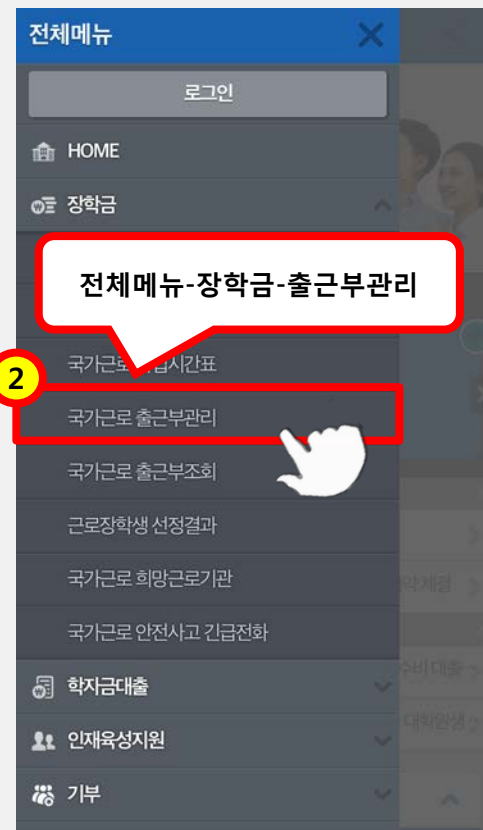 전체메뉴
로그인
HOME
장학금
전체메뉴-장학금-출근부관리
국가근로 시간표
2
국가근로 출근부관리
국가근로 출근부조회
근로장학생 선정결과
국가근로 희망근로기관
국가근로 안전사고 긴급전화
학자금대출
인재육성지원
대학원생
기부